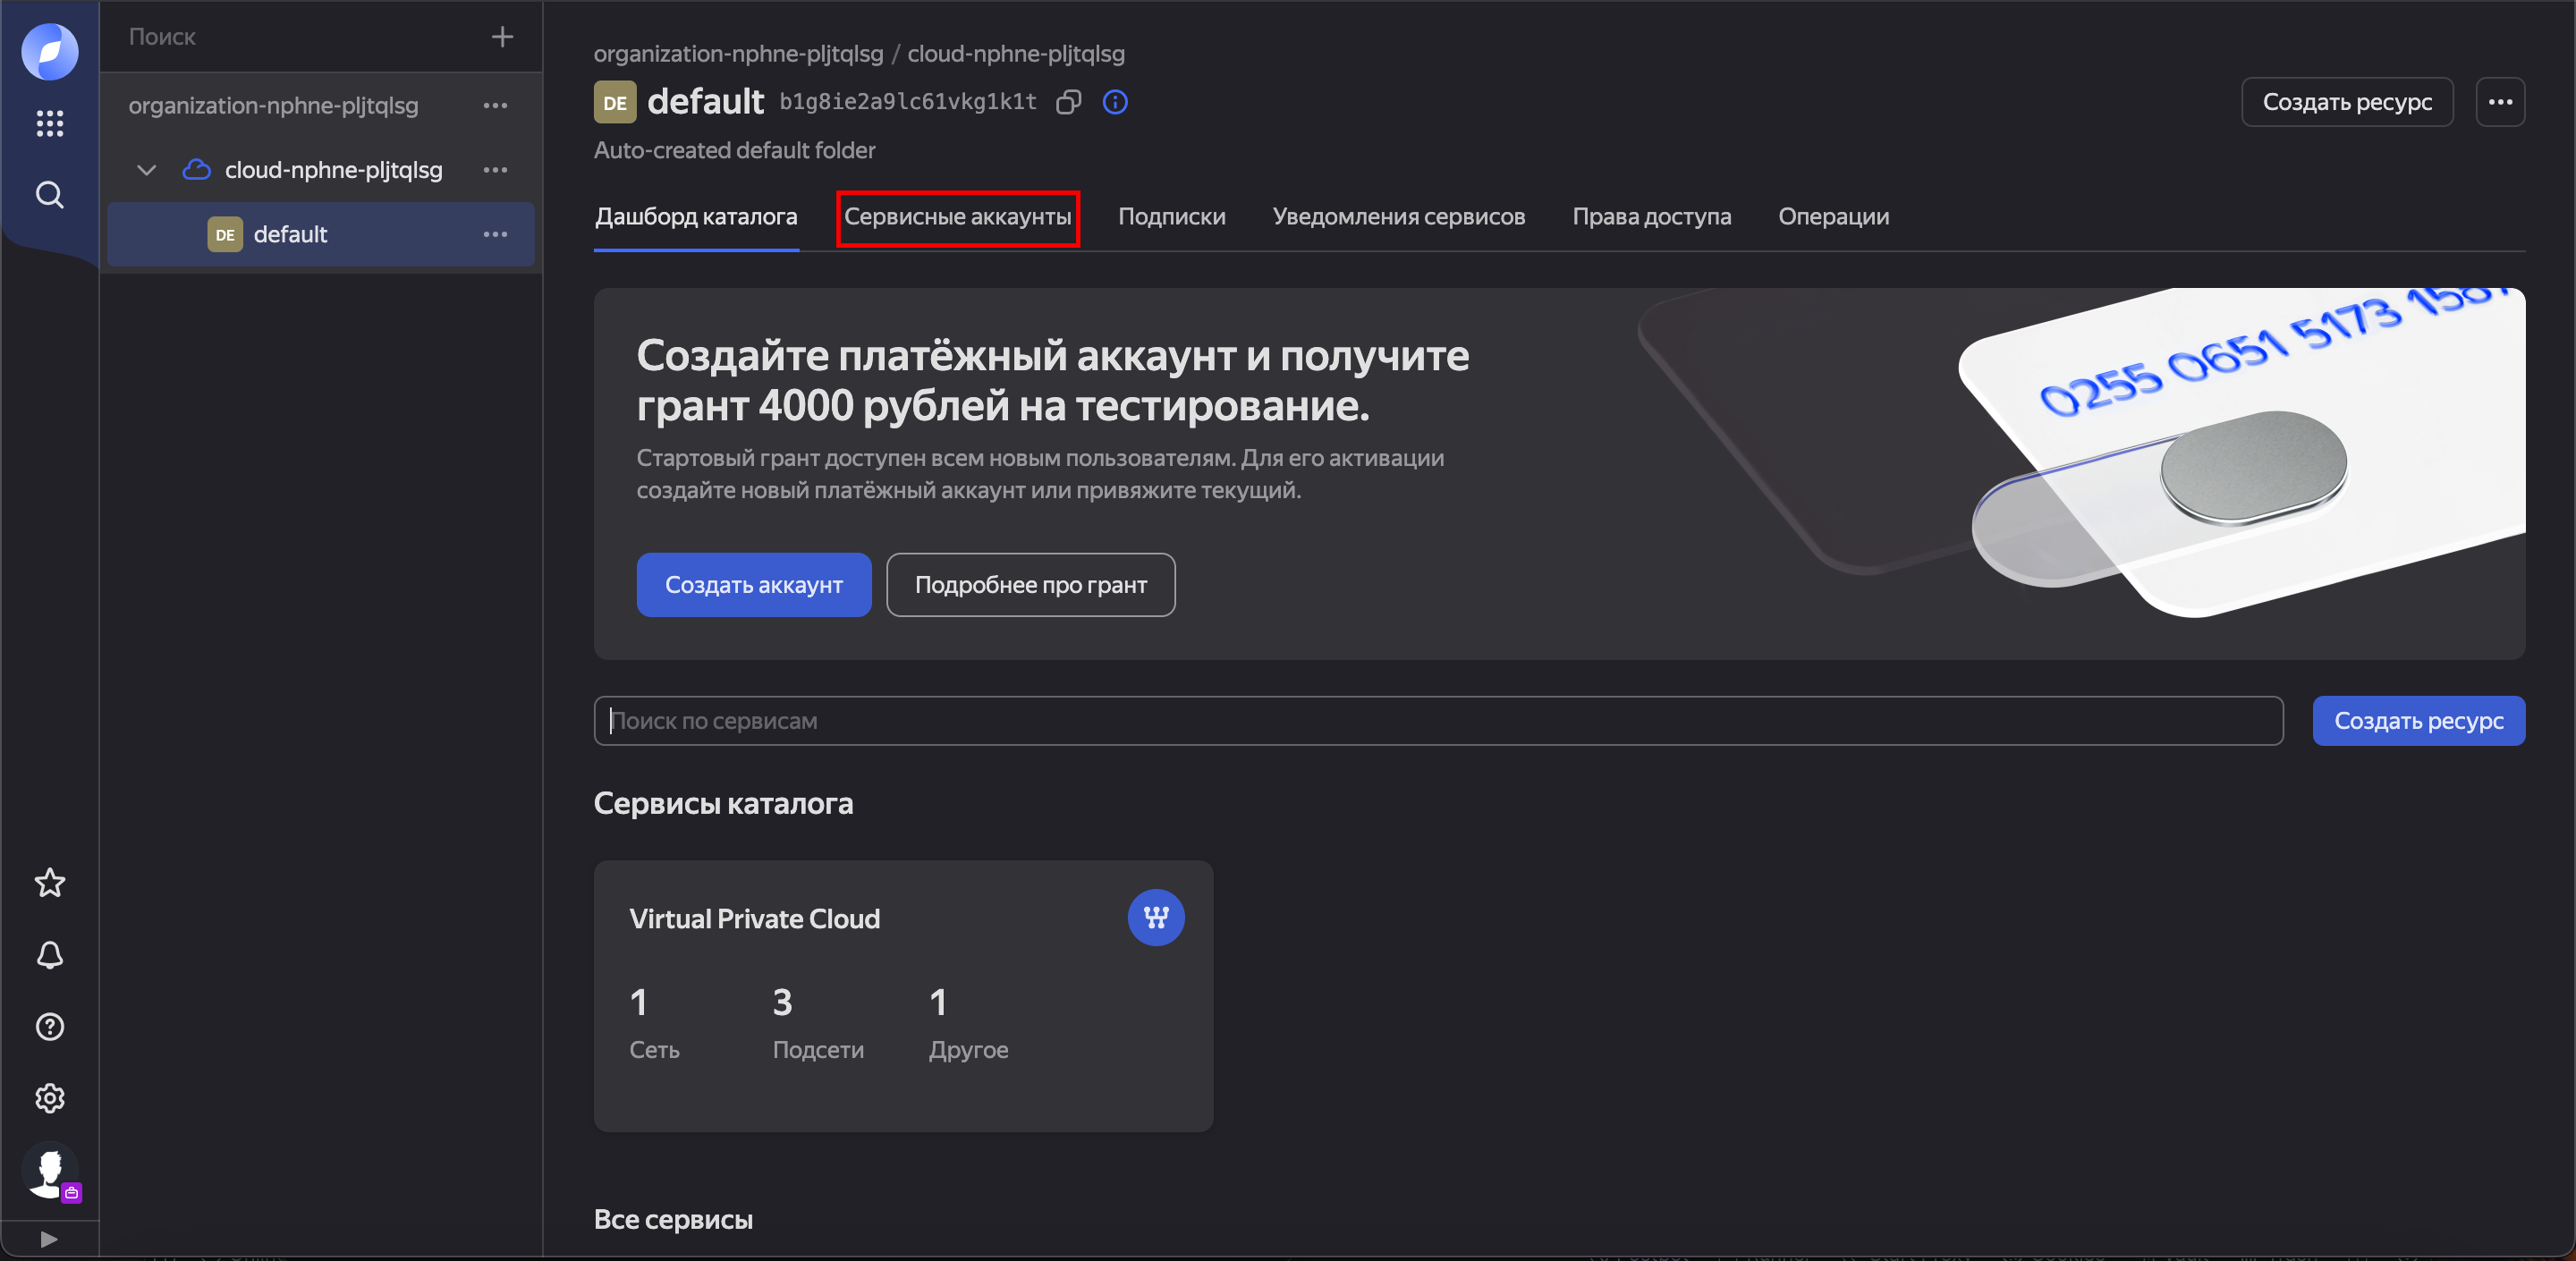 Поиск
organization-nphne-pljtqlsg
cloud-nphne-pljtqlsg
DE default
organization-nphne-pljtqlsg / cloud-nphne-pljtqlsg
DE default b1g8ie2a9lc61vkg1k1t
Auto-created default folder
Создать ресурс
Дашборд каталога Сервисные аккаунты Подписки Уведомления сервисов Права доступа Операции
Создайте платёжный аккаунт и получите
грант 4000 рублей на тестирование.
Стартовый грант доступен всем новым пользователям. Для его активации
создайте новый платёжный аккаунт или привяжите текущий.
Создать аккаунт Подробнее про грант
0255 0651 5173 1587
Поиск по сервисам
Создать ресурс
Сервисы каталога
Virtual Private Cloud
1 3 1
Сеть Подсети Другое
Все сервисы